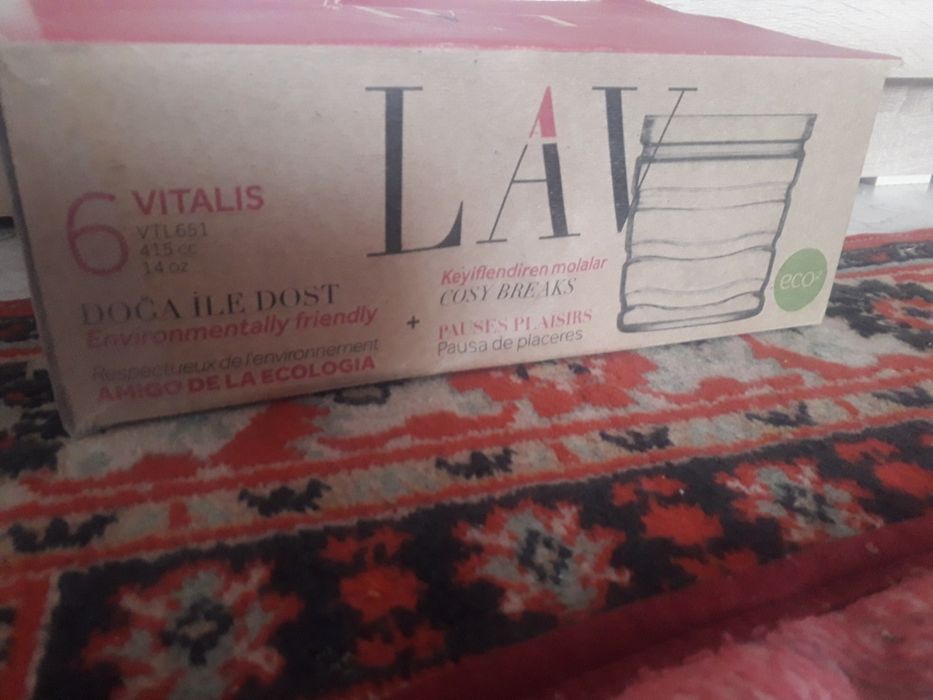 LAV
6
VITALIS
VTL651
415 cc
14 oz
DOĞA İLE DOST
Environmentally friendly
Respectueux de l'environnement
AMIGO DE LA ECOLOGIA
+
Keyiflendiren molalar
COSY BREAKS
PAUSES PLAISIRS
Pausa de placeres
eco+